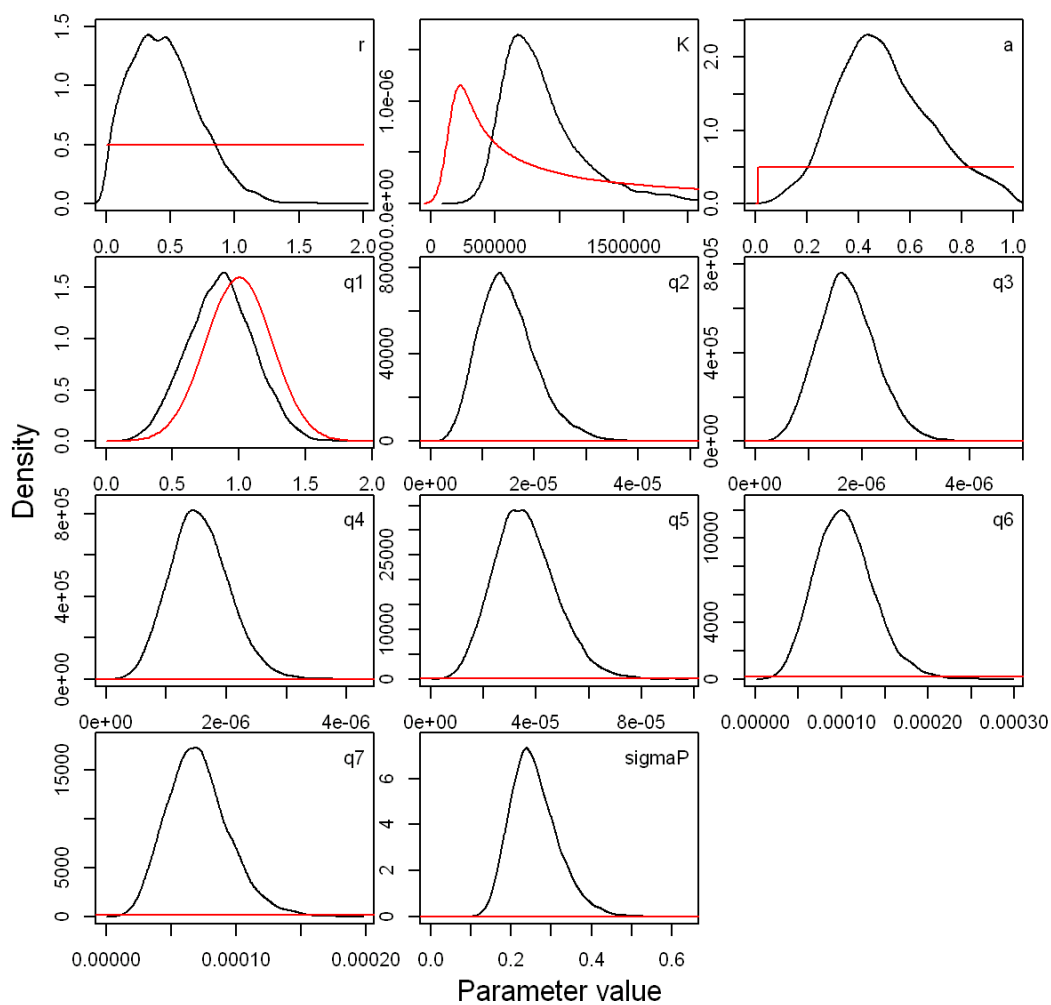 r
0.0 0.5 1.0 1.5
0.0 0.5 1.0 1.5 2.0
K
.0e+00 1.0e-06
0 500000 1500000
a
0.0 1.0 2.0
0.0 0.2 0.4 0.6 0.8 1.0
q1
0.0 0.5 1.0 1.5
0.0 0.5 1.0 1.5 2.0
q2
0 40000 80000
0e+00 2e-05 4e-05
q3
0e+00 4e+05 8e+05
0e+00 2e-06 4e-06
Density
q4
0e+00 4e+05 8e+05
0e+00 2e-06 4e-06
q5
0 10000 25000
0e+00 4e-05 8e-05
q6
0 4000 10000
0.00000 0.00010 0.00020 0.00030
q7
0 5000 15000
0.00000 0.00010 0.00020
sigmaP
0 2 4 6
0.0 0.2 0.4 0.6
Parameter value